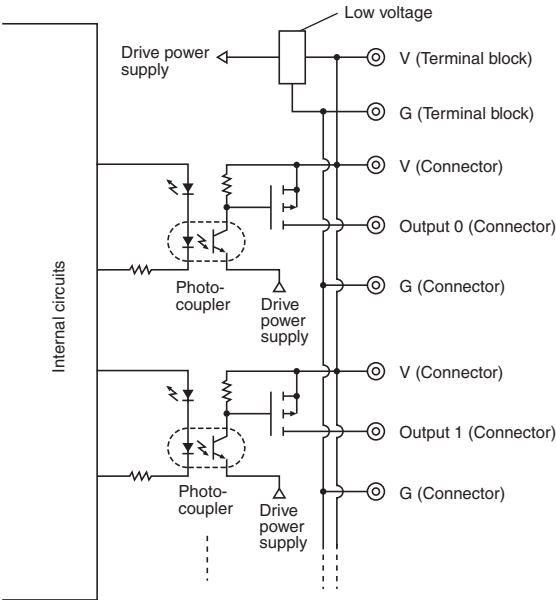 Low voltage
Drive power
supply
V (Terminal block)
G (Terminal block)
V (Connector)
Output 0 (Connector)
Internal circuits
Photo-
coupler
Drive
power
supply
G (Connector)
V (Connector)
Output 1 (Connector)
Photo-
coupler
Drive
power
supply
G (Connector)